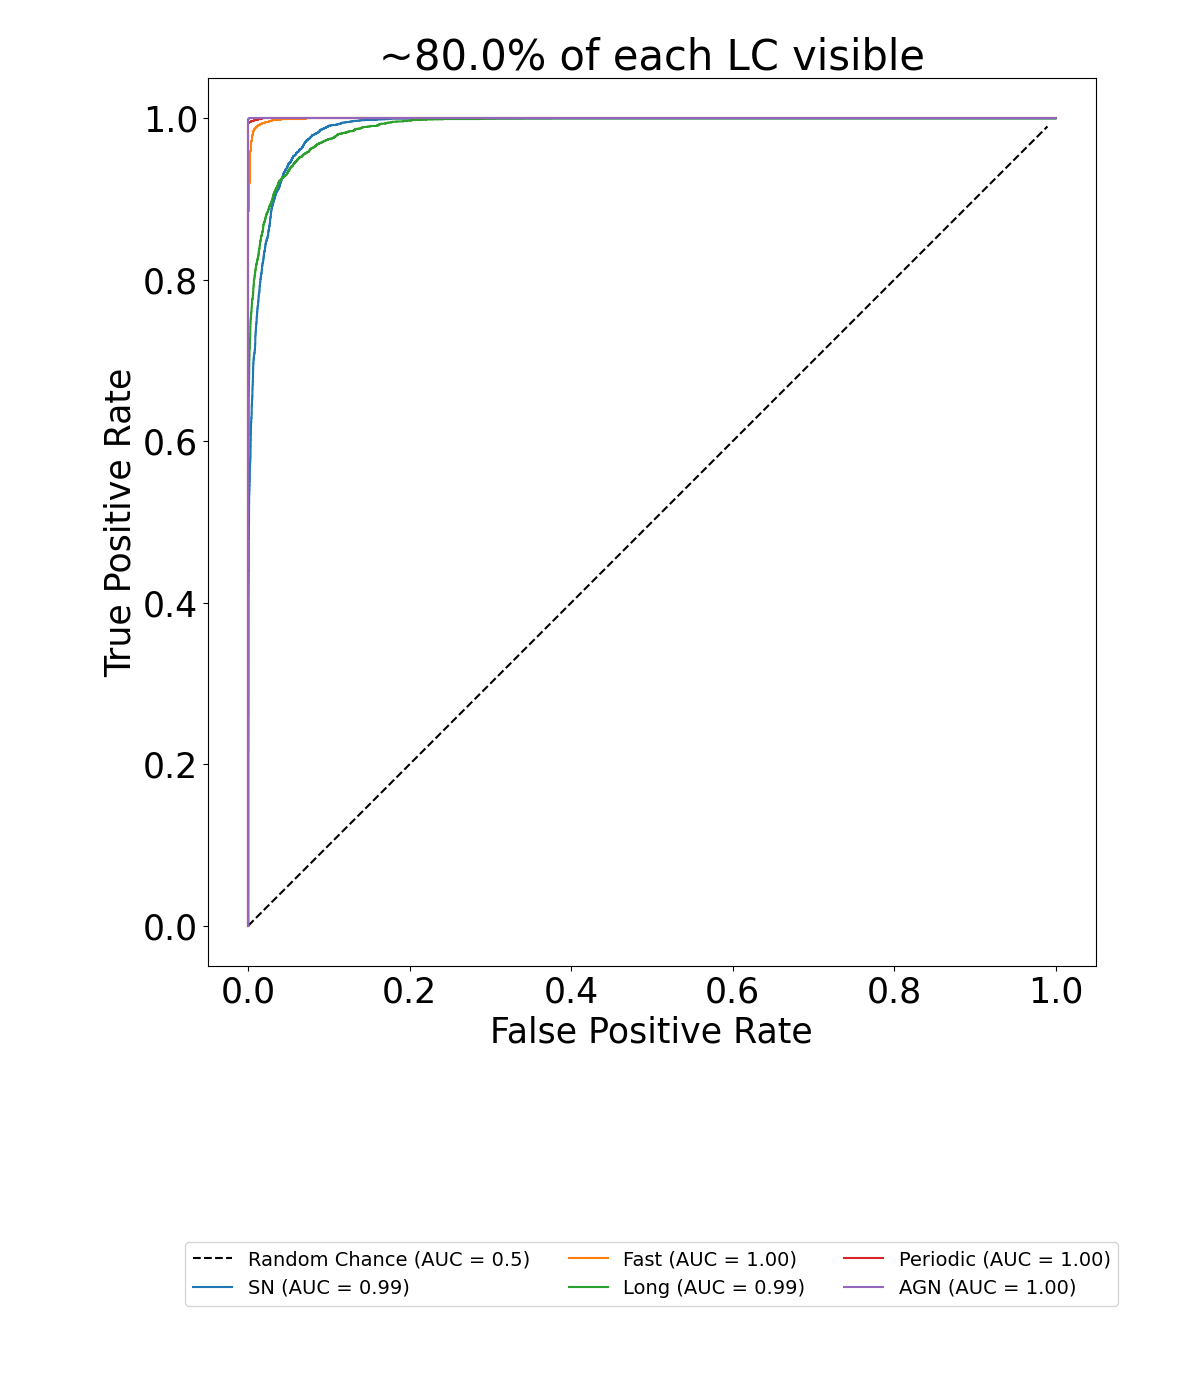 ~80.0% of each LC visible
1.0
0.8
0.6
0.4
0.2
0.0
True Positive Rate
0.0 0.2 0.4 0.6 0.8 1.0
False Positive Rate
Random Chance (AUC = 0.5)
SN (AUC = 0.99)
Fast (AUC = 1.00)
Long (AUC = 0.99)
Periodic (AUC = 1.00)
AGN (AUC = 1.00)